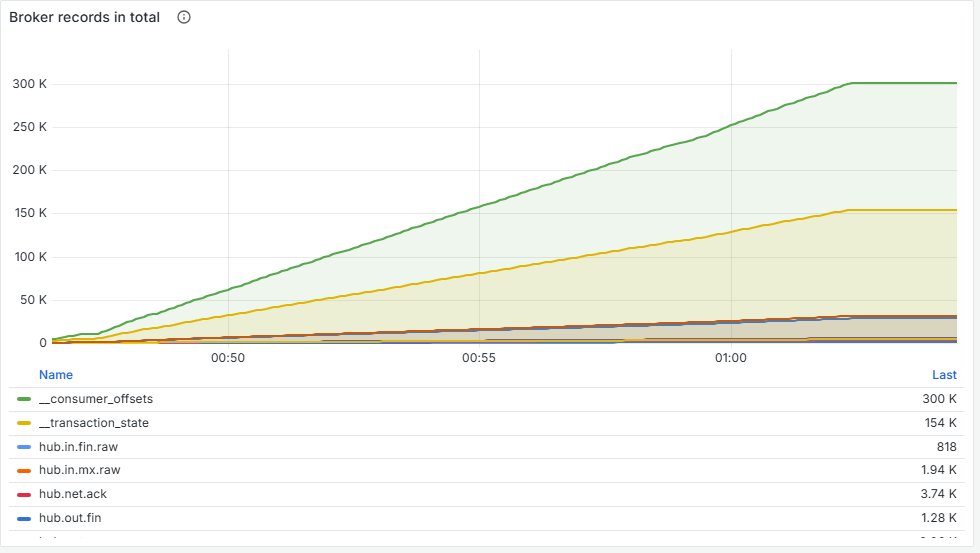 Broker records in total
300 K
250 K
200 K
150 K
100 K
50 K
0
00:50 00:55 01:00
Name Last
__consumer_offsets 300 K
__transaction_state 154 K
hub.in.fin.raw 818
hub.in.mx.raw 1.94 K
hub.net.ack 3.74 K
hub.out.fin 1.28 K